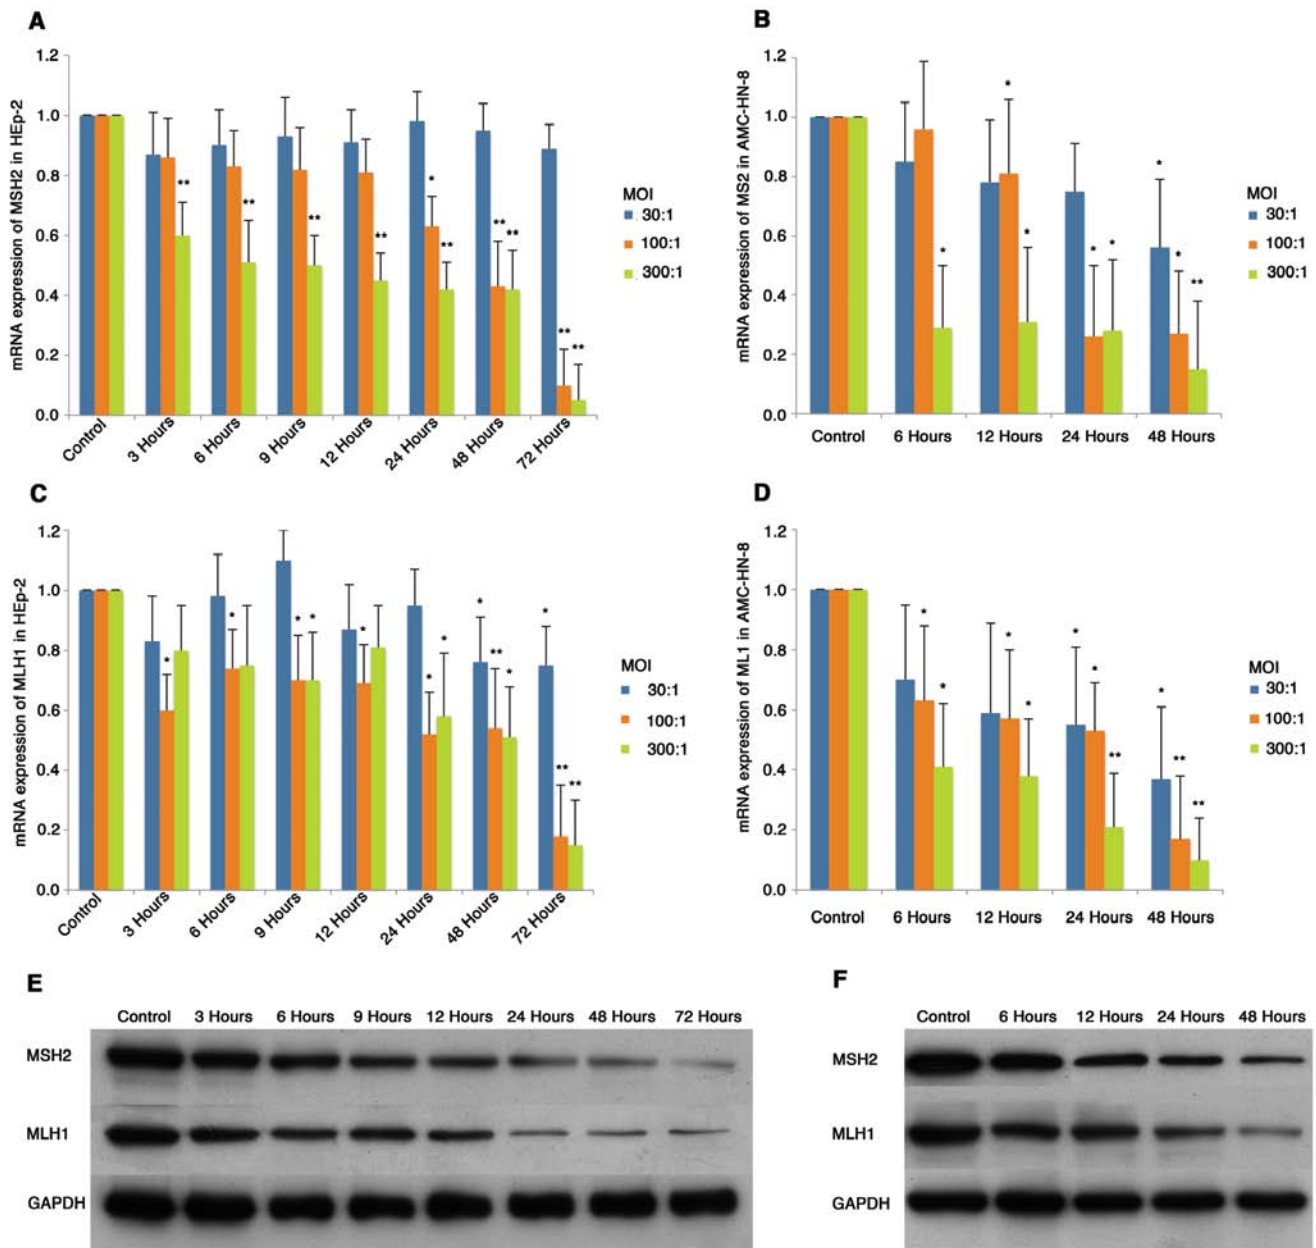 A
mRNA expression of MSH2 in HEp-2
1.2
1.0
0.8
0.6
0.4
0.2
0.0
** ** ** ** * ** ** ** ** **
Control 3 Hours 6 Hours 9 Hours 12 Hours 24 Hours 48 Hours 72 Hours
MOI
30:1
100:1
300:1
B
mRNA expression of MS2 in AMC-HN-8
1.2
1.0
0.8
0.6
0.4
0.2
0.0
* * * * * * * **
Control 6 Hours 12 Hours 24 Hours 48 Hours
MOI
30:1
100:1
300:1
C
mRNA expression of MLH1 in HEp-2
1.2
1.0
0.8
0.6
0.4
0.2
0.0
* * * * * * * * ** * * ** **
Control 3 Hours 6 Hours 9 Hours 12 Hours 24 Hours 48 Hours 72 Hours
MOI
30:1
100:1
300:1
D
mRNA expression of ML1 in AMC-HN-8
1.2
1.0
0.8
0.6
0.4
0.2
0.0
* * * * * * ** * ** **
Control 6 Hours 12 Hours 24 Hours 48 Hours
MOI
30:1
100:1
300:1
E
Control 3 Hours 6 Hours 9 Hours 12 Hours 24 Hours 48 Hours 72 Hours
MSH2
MLH1
GAPDH
F
Control 6 Hours 12 Hours 24 Hours 48 Hours
MSH2
MLH1
GAPDH